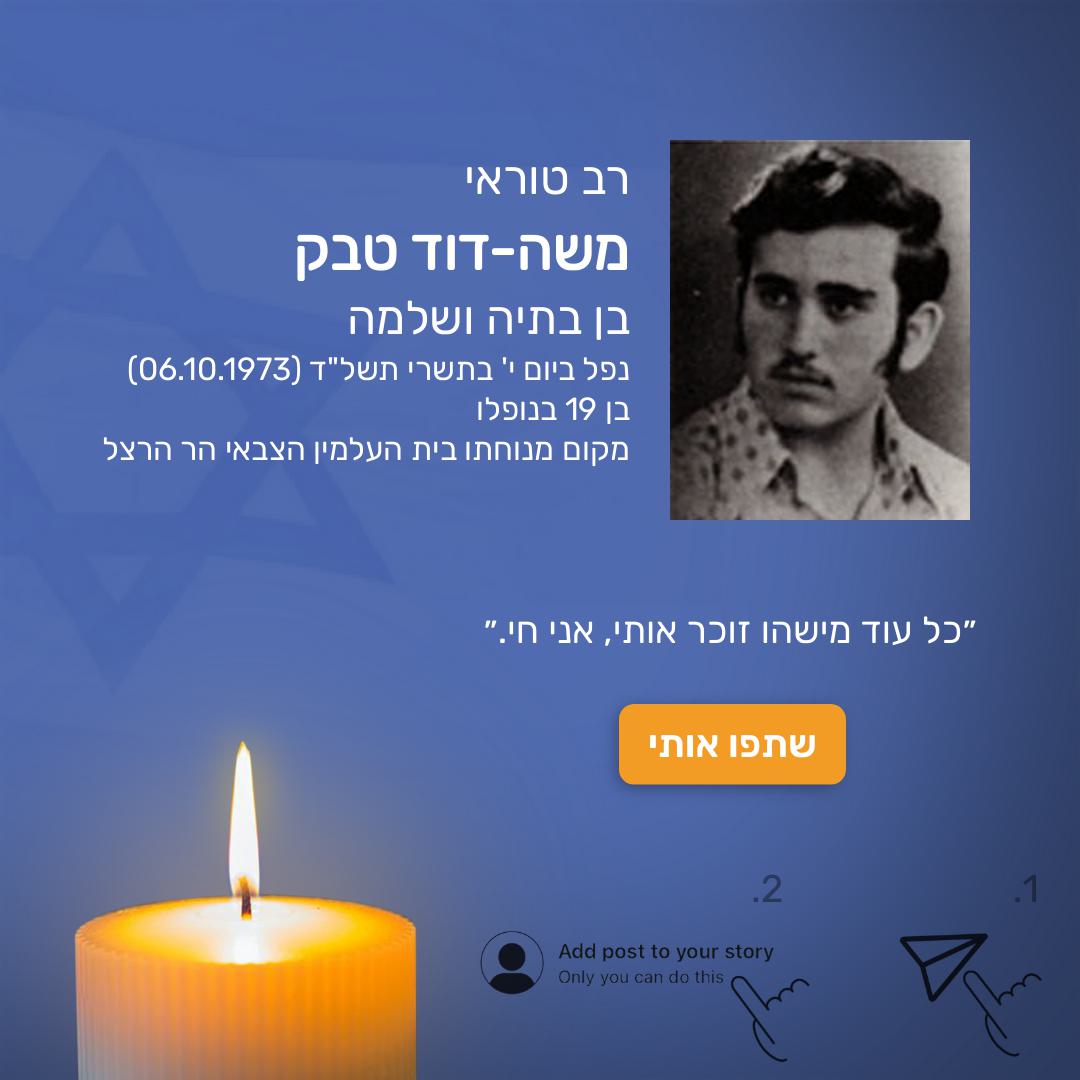 רב טוראי
משה-דוד טבק
בן בתיה ושלמה
נפל ביום י' בתשרי תשל"ד (06.10.1973)
בן 19 בנופלו
מקום מנוחתו בית העלמין הצבאי הר הרצל
״כל עוד מישהו זוכר אותי, אני חי.״
שתפו אותי
1.
2.
Add post to your story
Only you can do this